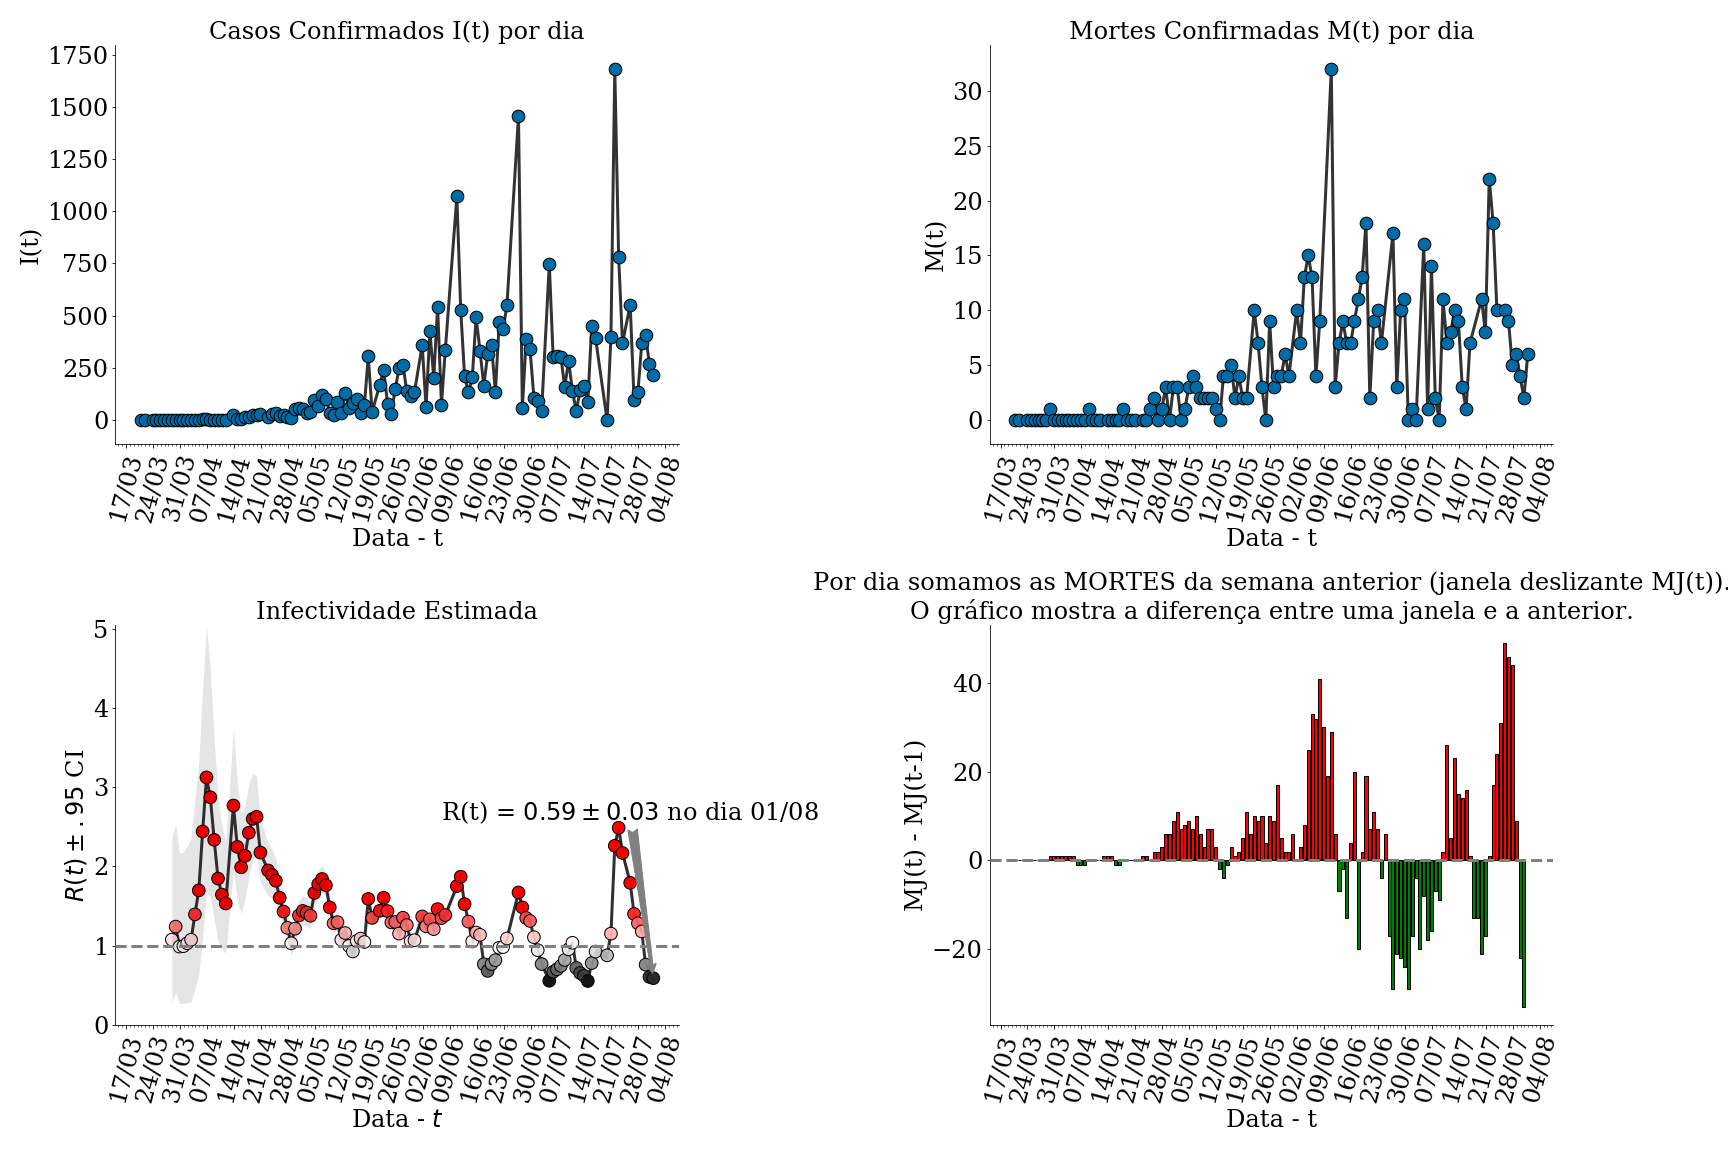 Casos Confirmados I(t) por dia
1750
1500
1250
1000
750
500
250
0
I(t)
17/03 24/03 31/03 07/04 14/04 21/04 28/04 05/05 12/05 19/05 26/05 02/06 09/06 16/06 23/06 30/06 07/07 14/07 21/07 28/07 04/08
Data - t
Mortes Confirmadas M(t) por dia
30
25
20
15
10
5
0
M(t)
17/03 24/03 31/03 07/04 14/04 21/04 28/04 05/05 12/05 19/05 26/05 02/06 09/06 16/06 23/06 30/06 07/07 14/07 21/07 28/07 04/08
Data - t
Infectividade Estimada
5
4
3
2
1
0
R(t) ± .95 CI
R(t) = 0.59 ± 0.03 no dia 01/08
17/03 24/03 31/03 07/04 14/04 21/04 28/04 05/05 12/05 19/05 26/05 02/06 09/06 16/06 23/06 30/06 07/07 14/07 21/07 28/07 04/08
Data - t
Por dia somamos as MORTES da semana anterior (janela deslizante MJ(t)).
O gráfico mostra a diferença entre uma janela e a anterior.
40
20
0
−20
MJ(t) - MJ(t-1)
17/03 24/03 31/03 07/04 14/04 21/04 28/04 05/05 12/05 19/05 26/05 02/06 09/06 16/06 23/06 30/06 07/07 14/07 21/07 28/07 04/08
Data - t